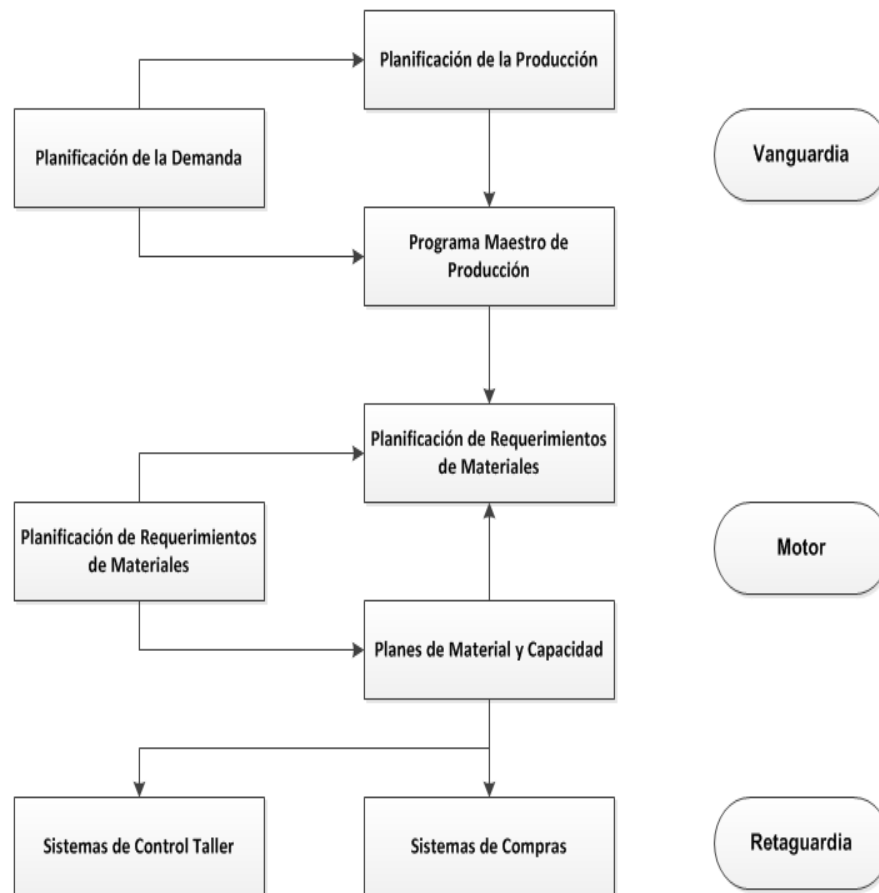 Planificación de la Producción
Planificación de la Demanda
Vanguardia
Programa Maestro de
Producción
Planificación de Requerimientos
de Materiales
Planificación de Requerimientos
de Materiales
Motor
Planes de Material y Capacidad
Sistemas de Control Taller
Sistemas de Compras
Retaguardia